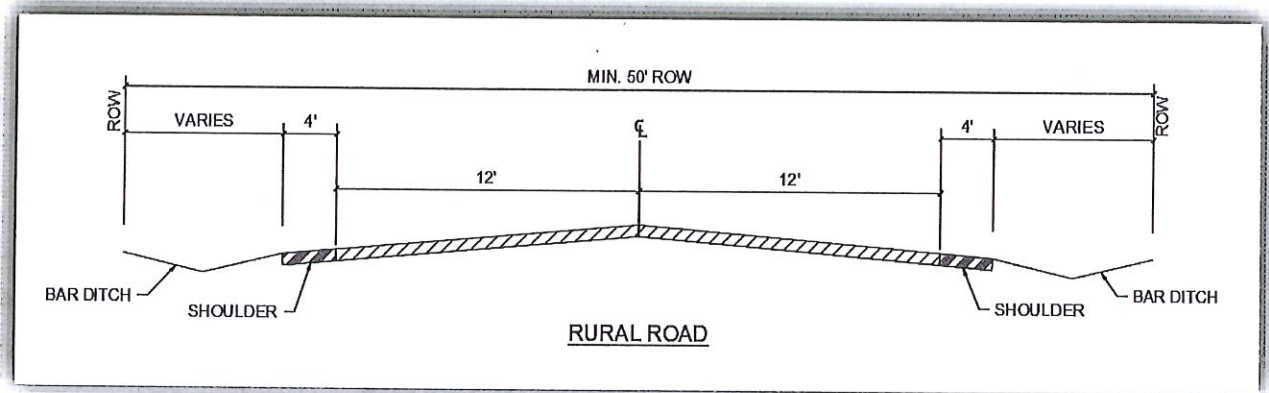 MIN. 50' ROW
ROW
VARIES
4'
℄
4'
VARIES
ROW
12'
12'
BAR DITCH
SHOULDER
SHOULDER
BAR DITCH
RURAL ROAD